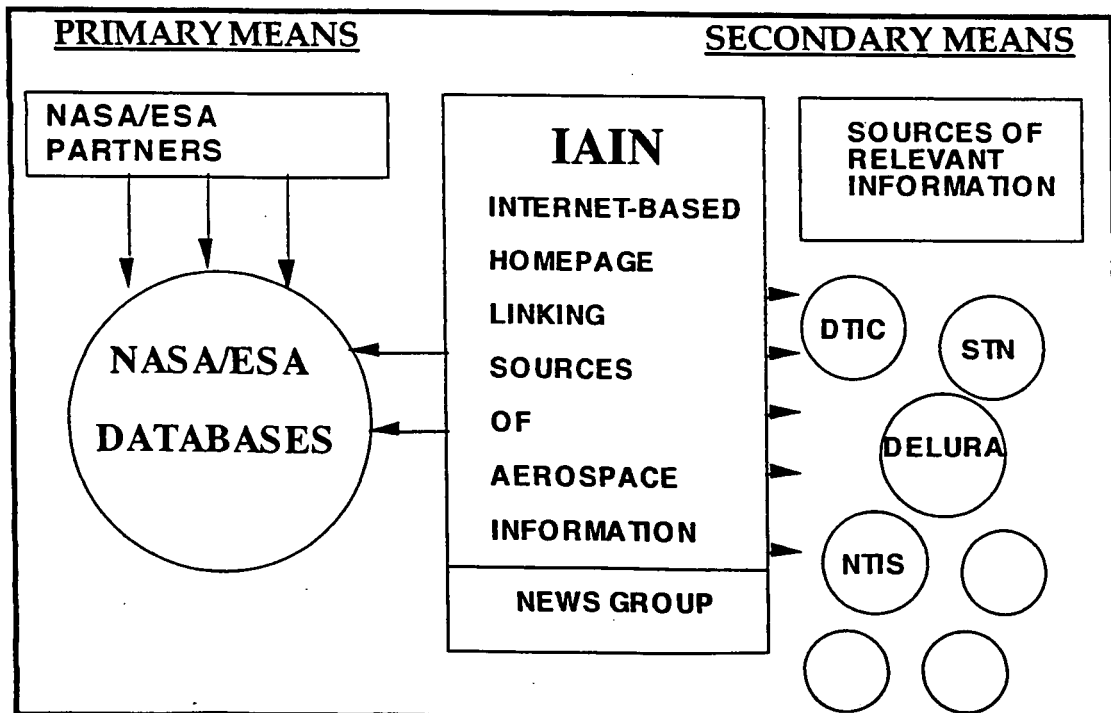 PRIMARY MEANS
SECONDARY MEANS
NASA/ESA
PARTNERS
NASA/ESA
DATABASES
IAIN
INTERNET-BASED
HOMEPAGE
LINKING
SOURCES
OF
AEROSPACE
INFORMATION
NEWS GROUP
SOURCES OF
RELEVANT
INFORMATION
DTIC
STN
DELURA
NTIS